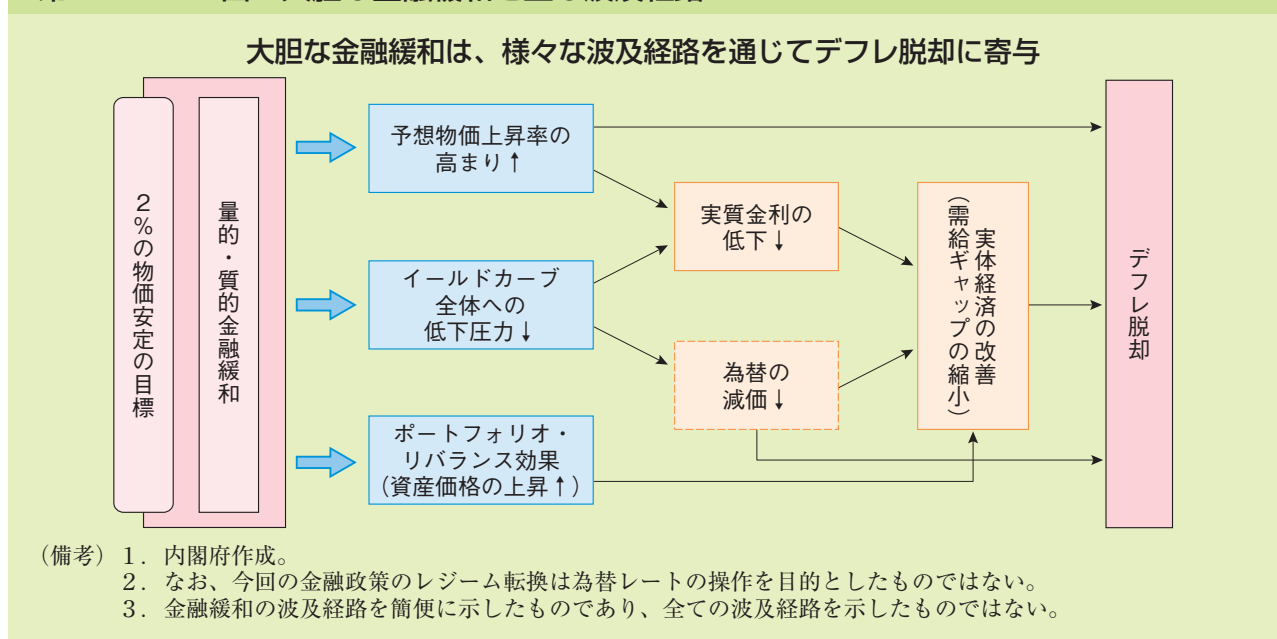 大胆な金融緩和は、様々な波及経路を通じてデフレ脱却に寄与
2%の物価安定の目標
量的・質的金融緩和
予想物価上昇率の
高まり↑
イールドカーブ
全体への
低下圧力↓
ポートフォリオ・
リバランス効果
(資産価格の上昇↑)
実質金利の
低下↓
為替の
減価↓
実体経済の改善
(需給ギャップの縮小)
デフレ脱却
(備考) 1. 内閣府作成。
2. なお、今回の金融政策のレジーム転換は為替レートの操作を目的としたものではない。
3. 金融緩和の波及経路を簡便に示したものであり、全ての波及経路を示したものではない。